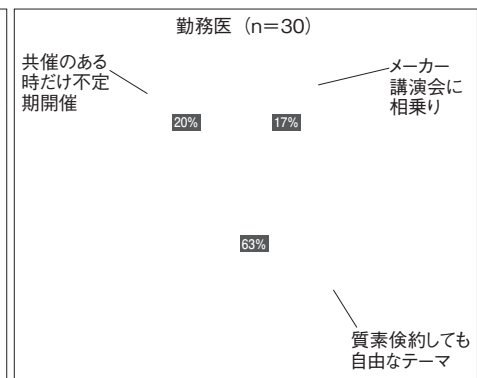 勤務医（n＝30）
共催のある
時だけ不定
期開催
メーカー
講演会に
相乗り
20%
17%
63%
質素倹約しても
自由なテーマ